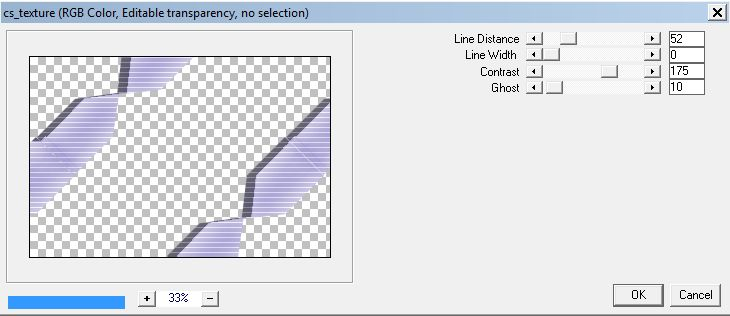 cs_texture (RGB Color, Editable transparency, no selection)
Line Distance 52
Line Width 0
Contrast 175
Ghost 10
+ 33% −
OK Cancel